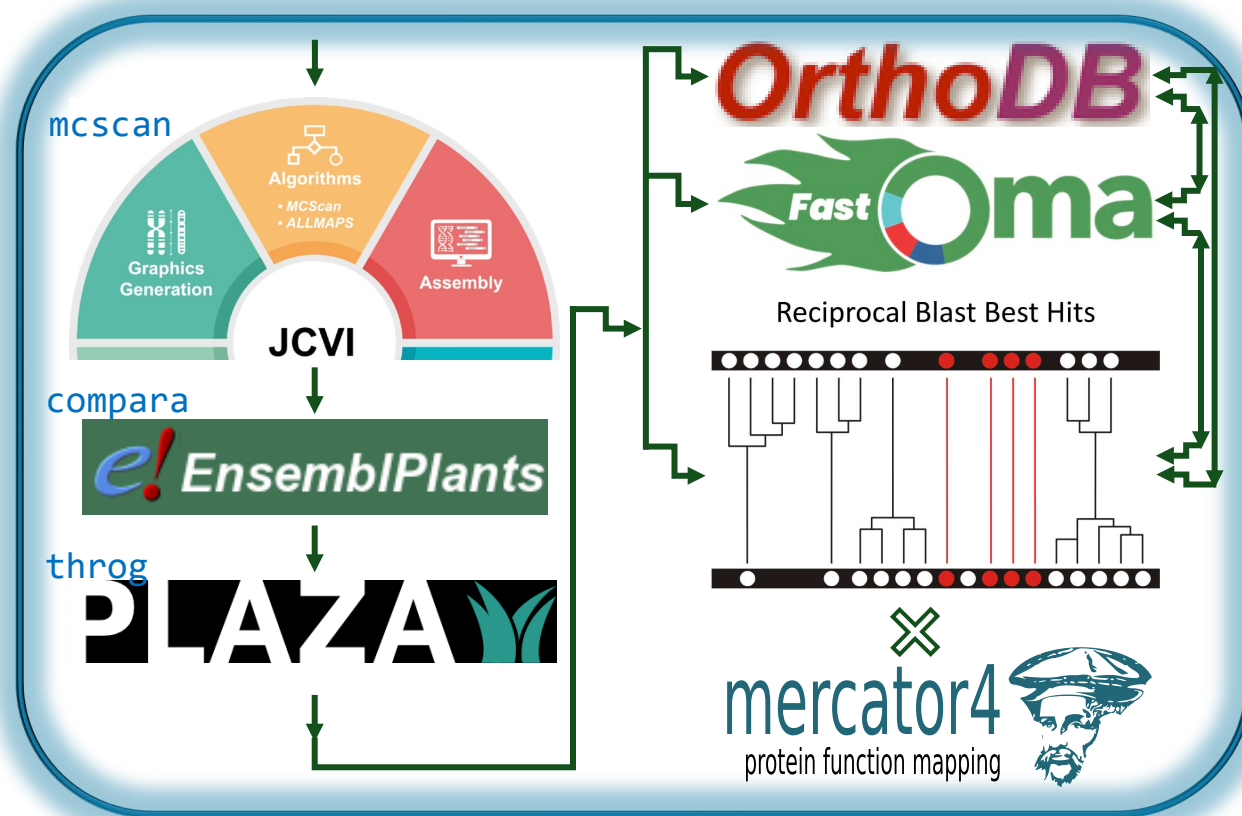 mcscan
Algorithms
• MCScan
• ALLMAPS
Graphics
Generation
Assembly
JCVI
compara
e! EnsemblPlants
throg
PLAZA
OrthoDB
Fast Oma
Reciprocal Blast Best Hits
mercator4
protein function mapping